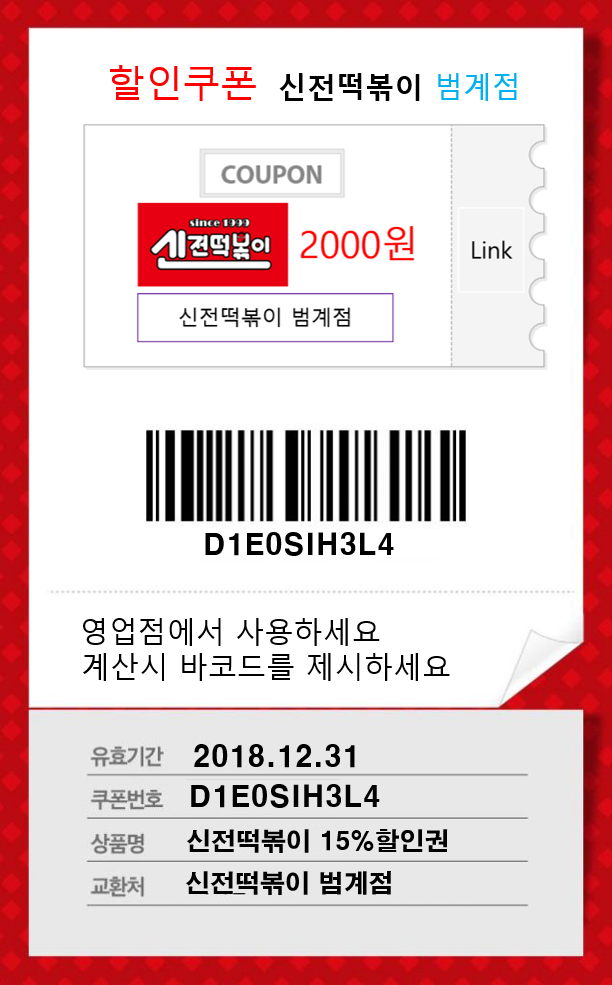 할인쿠폰 신전떡볶이 범계점
COUPON
since 1999
신전떡볶이
2000원
Link
신전떡볶이 범계점
D1E0SIH3L4
영업점에서 사용하세요
계산시 바코드를 제시하세요
유효기간 2018.12.31
쿠폰번호 D1E0SIH3L4
상품명 신전떡볶이 15%할인권
교환처 신전떡볶이 범계점